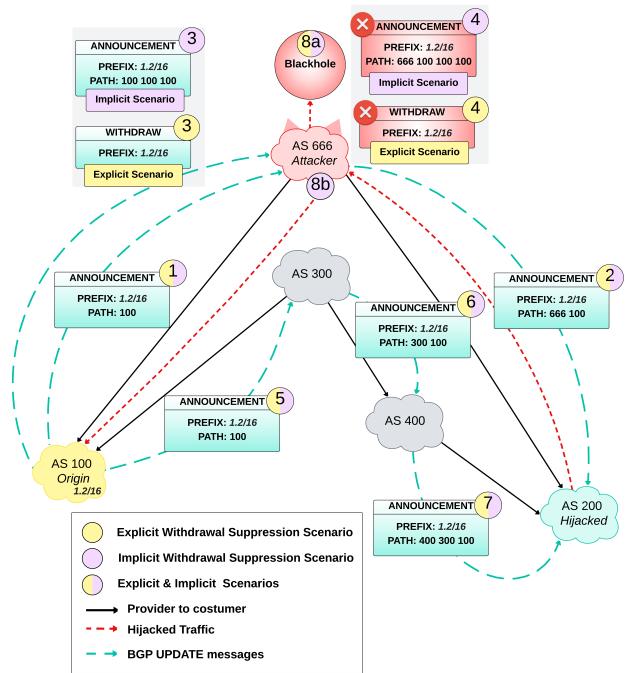 ANNOUNCEMENT
3
PREFIX: 1.2/16
PATH: 100 100 100
Implicit Scenario
WITHDRAW
3
PREFIX: 1.2/16
Explicit Scenario
8a
Blackhole
ANNOUNCEMENT
4
PREFIX: 1.2/16
PATH: 666 100 100 100
Implicit Scenario
WITHDRAW
4
PREFIX: 1.2/16
Explicit Scenario
AS 666
Attacker
8b
ANNOUNCEMENT
1
PREFIX: 1.2/16
PATH: 100
AS 300
ANNOUNCEMENT
2
PREFIX: 1.2/16
PATH: 666 100
ANNOUNCEMENT
6
PREFIX: 1.2/16
PATH: 300 100
ANNOUNCEMENT
5
PREFIX: 1.2/16
PATH: 100
AS 400
AS 100
Origin
1.2/16
ANNOUNCEMENT
7
PREFIX: 1.2/16
PATH: 400 300 100
AS 200
Hijacked
Explicit Withdrawal Suppression Scenario
Implicit Withdrawal Suppression Scenario
Explicit & Implicit Scenarios
Provider to costumer
Hijacked Traffic
BGP UPDATE messages